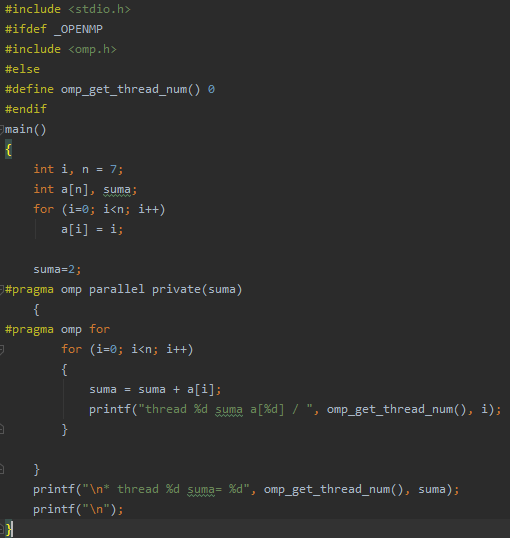 #include <stdio.h>
#ifdef _OPENMP
#include <omp.h>
#else
#define omp_get_thread_num() 0
#endif
main()
{
    int i, n = 7;
    int a[n], suma;
    for (i=0; i<n; i++)
        a[i] = i;

    suma=2;
#pragma omp parallel private(suma)
    {
#pragma omp for
        for (i=0; i<n; i++)
        {
            suma = suma + a[i];
            printf("thread %d suma a[%d] / ", omp_get_thread_num(), i);
        }

    }
    printf("\n* thread %d suma= %d", omp_get_thread_num(), suma);
    printf("\n");
}